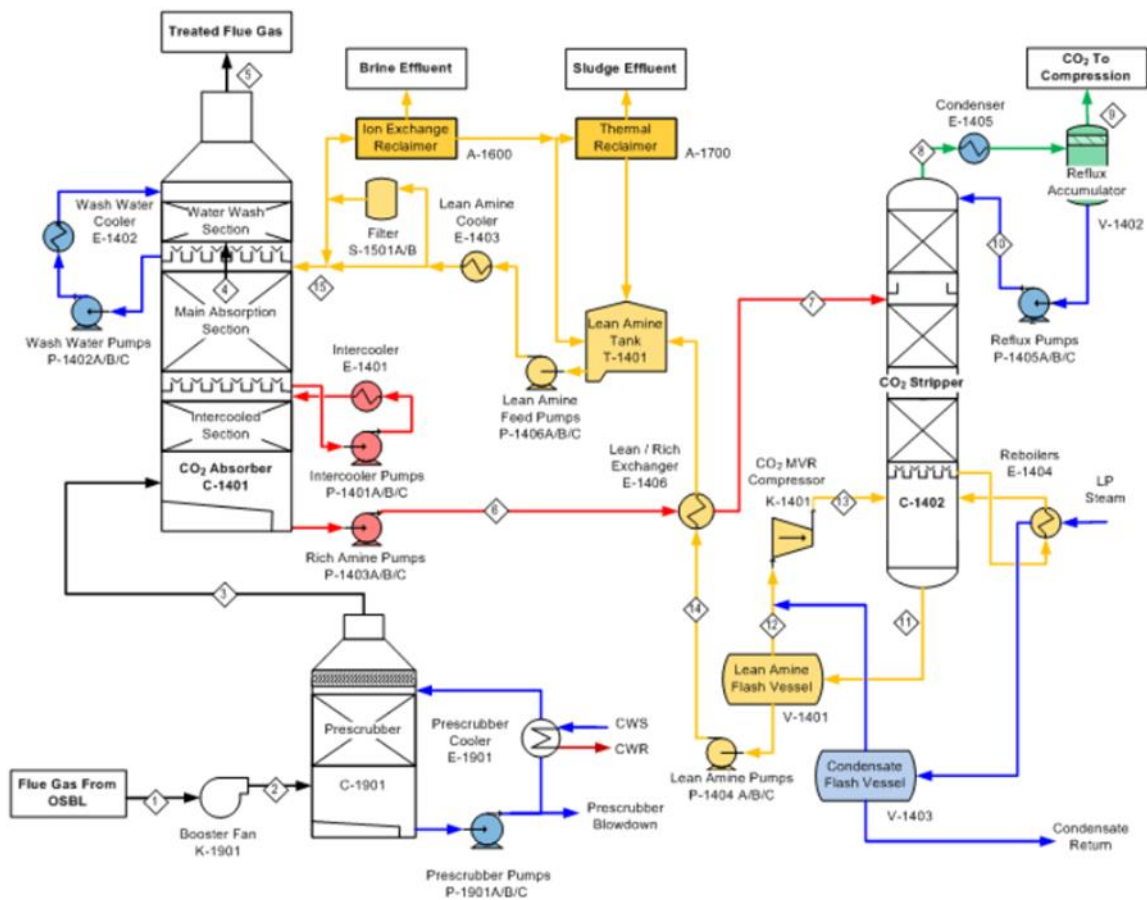 Treated Flue Gas
5
Brine Effluent
Sludge Effluent
CO₂ To
Compression
Condenser
E-1405
8
9
Reflux
Accumulator
V-1402
Ion Exchange
Reclaimer
A-1600
Thermal
Reclaimer
A-1700
Wash Water
Cooler
E-1402
Water Wash
Section
4
Filter
S-1501A/B
Lean Amine
Cooler
E-1403
15
10
Main Absorption
Section
Wash Water Pumps
P-1402A/B/C
Lean Amine
Tank
T-1401
7
Reflux Pumps
P-1405A/B/C
Intercooler
E-1401
Lean Amine
Feed Pumps
P-1406A/B/C
CO₂ Stripper
Intercooled
Section
CO₂ Absorber
C-1401
Intercooler Pumps
P-1401A/B/C
Lean / Rich
Exchanger
E-1406
CO₂ MVR
Compressor
K-1401
13
C-1402
Reboilers
E-1404
LP
Steam
6
Rich Amine Pumps
P-1403A/B/C
3
14
12
11
Lean Amine
Flash Vessel
V-1401
Prescrubber
C-1901
Prescrubber
Cooler
E-1901
CWS
CWR
Lean Amine Pumps
P-1404 A/B/C
Condensate
Flash Vessel
V-1403
Flue Gas From
OSBL
1
2
Booster Fan
K-1901
Prescrubber
Blowdown
Condensate
Return
Prescrubber Pumps
P-1901A/B/C